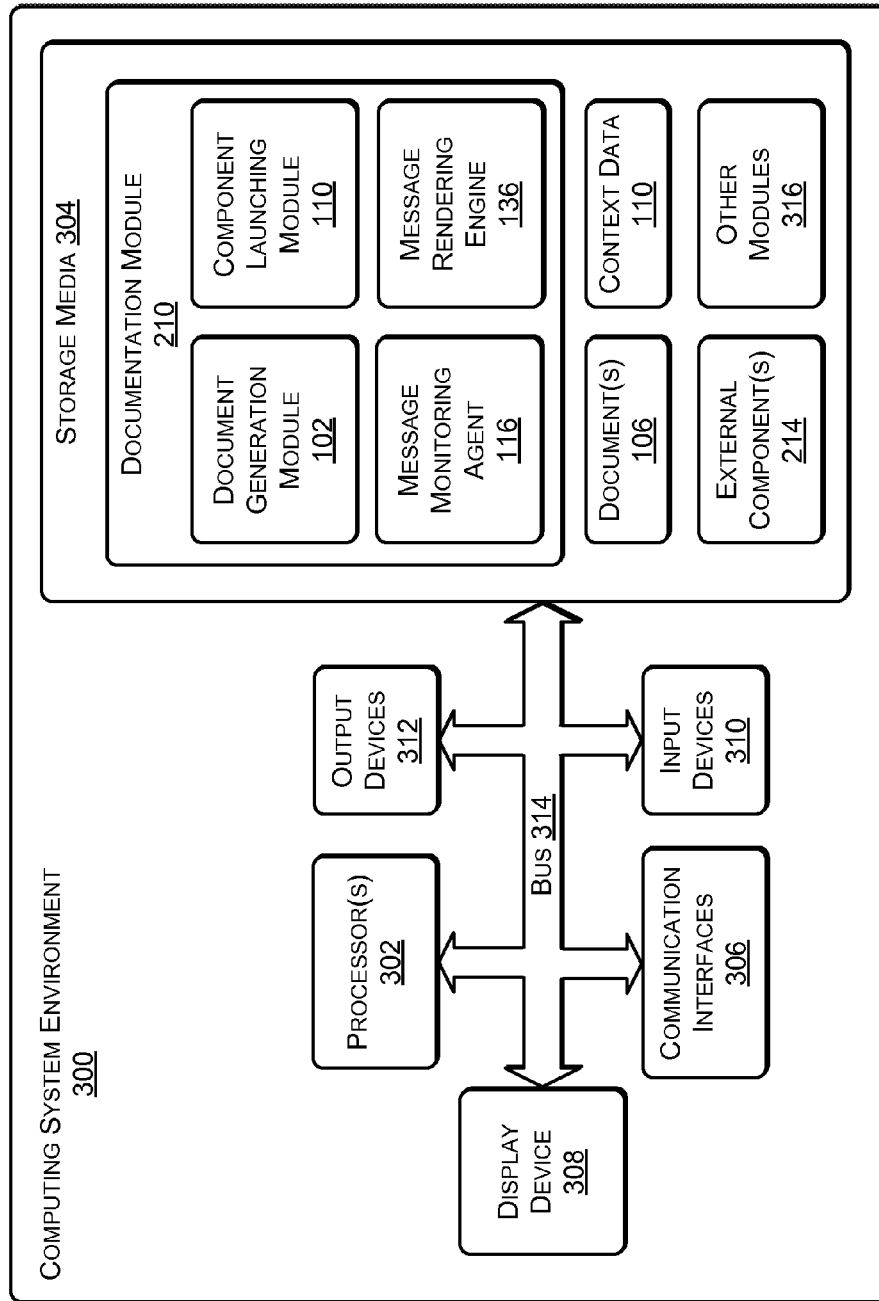 COMPUTING SYSTEM ENVIRONMENT
300
PROCESSOR(S)
302
OUTPUT
DEVICES
312
DISPLAY
DEVICE
308
BUS 314
COMMUNICATION
INTERFACES
306
INPUT
DEVICES
310
STORAGE MEDIA 304
DOCUMENTATION MODULE
210
DOCUMENT
GENERATION
MODULE
102
COMPONENT
LAUNCHING
MODULE
110
MESSAGE
MONITORING
AGENT
116
MESSAGE
RENDERING
ENGINE
136
DOCUMENT(S)
106
CONTEXT DATA
110
EXTERNAL
COMPONENT(S)
214
OTHER
MODULES
316